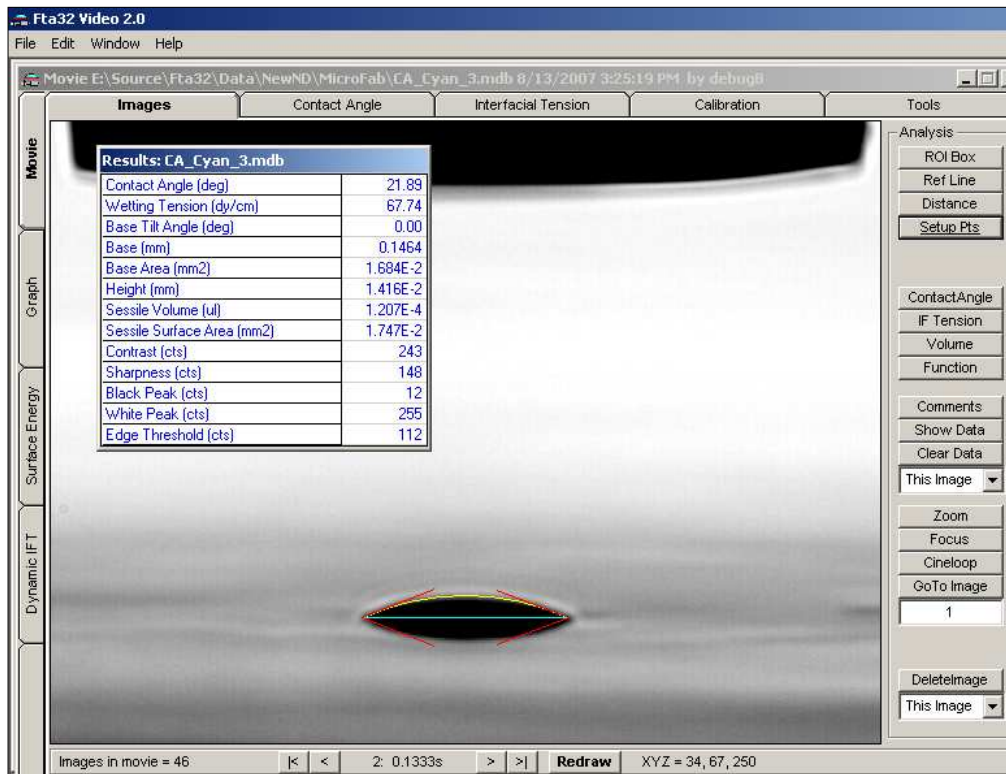 Fta32 Video 2.0
File Edit Window Help
Movie E:\Source\Fta32\Data\NewND\MicroFab\CA_Cyan_3.mdb 8/13/2007 3:25:19 PM by debug8
Images Contact Angle Interfacial Tension Calibration Tools
Movie
Graph
Surface Energy
Dynamic IFT
Results: CA_Cyan_3.mdb
Contact Angle (deg) 21.89
Wetting Tension (dy/cm) 67.74
Base Tilt Angle (deg) 0.00
Base (mm) 0.1464
Base Area (mm2) 1.684E-2
Height (mm) 1.416E-2
Sessile Volume (ul) 1.207E-4
Sessile Surface Area (mm2) 1.747E-2
Contrast (cts) 243
Sharpness (cts) 148
Black Peak (cts) 12
White Peak (cts) 255
Edge Threshold (cts) 112
Analysis
ROI Box
Ref Line
Distance
Setup Pts
ContactAngle
IF Tension
Volume
Function
Comments
Show Data
Clear Data
This Image
Zoom
Focus
Cineloop
GoTo Image
1
DeleteImage
This Image
Images in movie = 46 |< < 2: 0.1333s > >| Redraw XYZ = 34, 67, 250